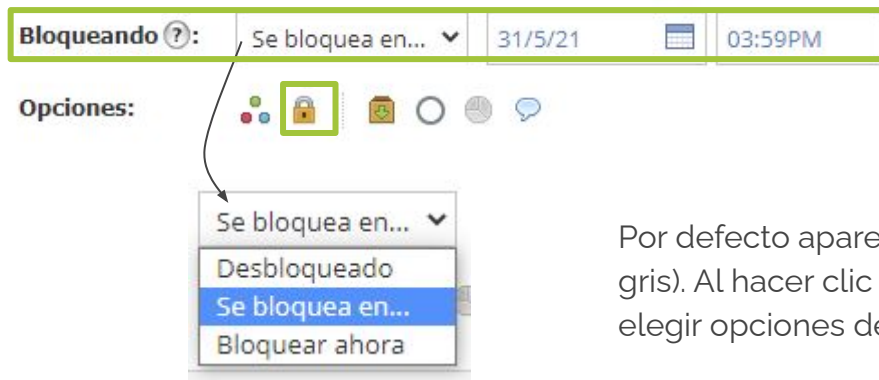 Bloqueando ?: Se bloquea en... 31/5/21 03:59PM
Opciones:
Se bloquea en...
Desbloqueado
Se bloquea en...
Bloquear ahora
Por defecto apare
gris). Al hacer clic
elegir opciones de